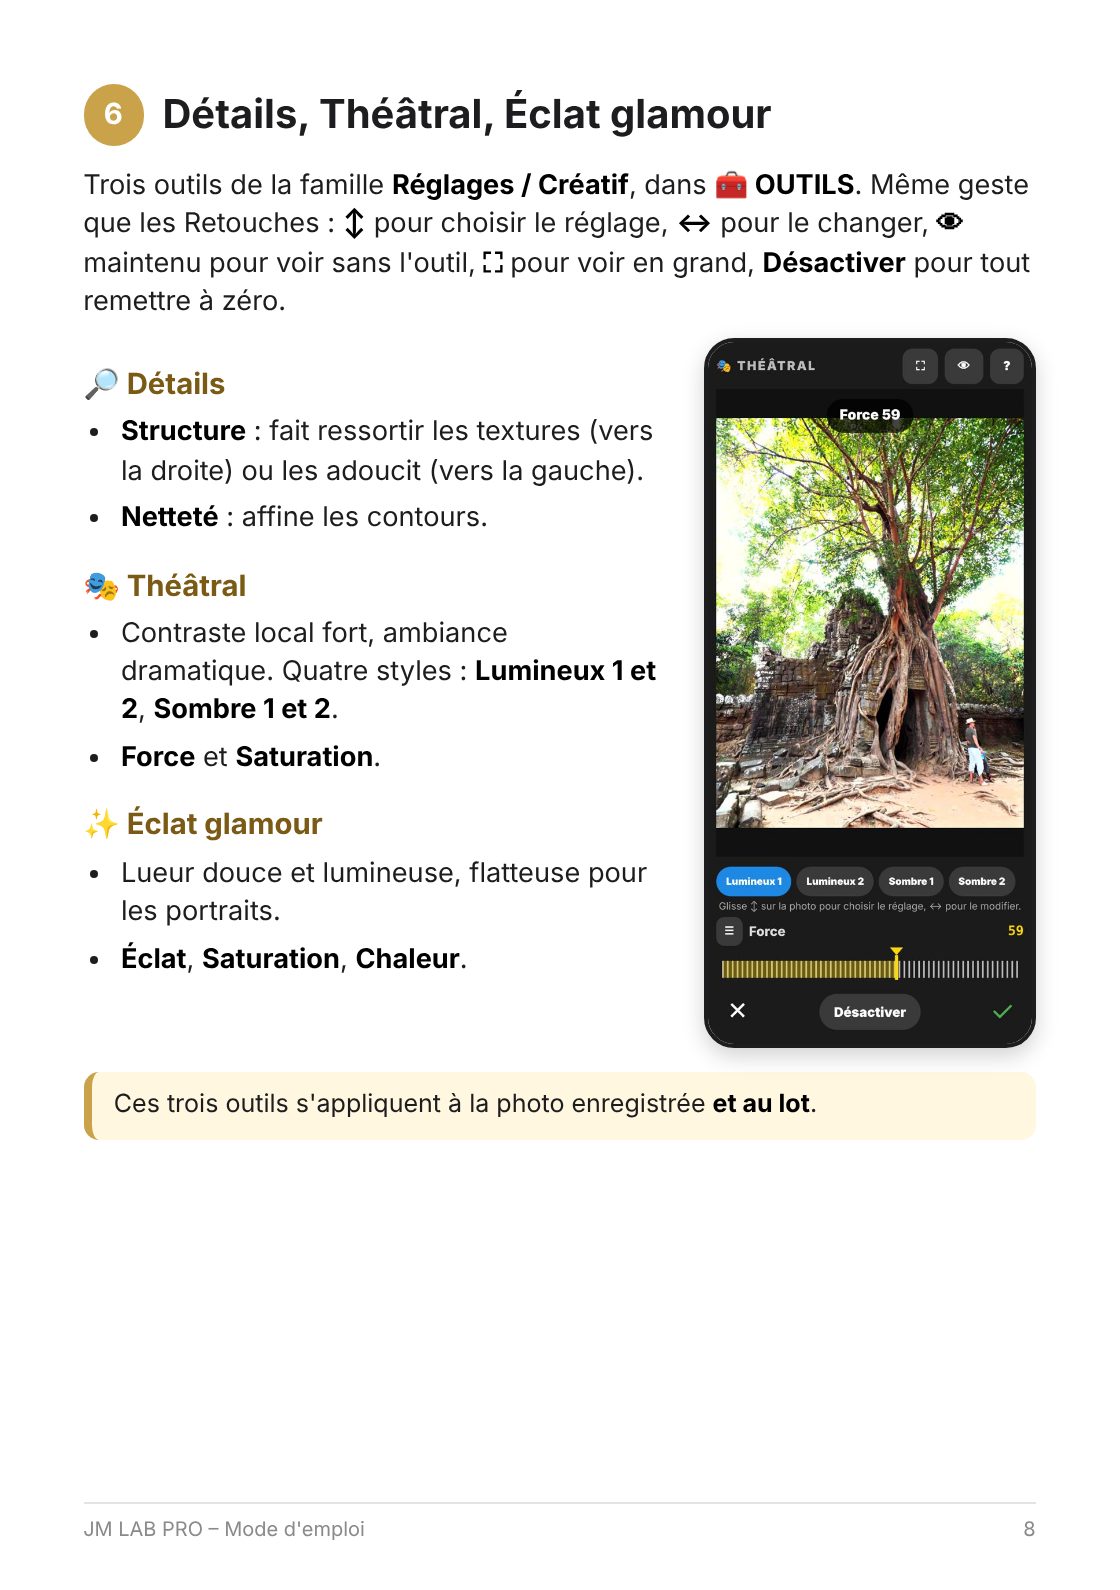 6 Détails, Théâtral, Éclat glamour
Trois outils de la famille Réglages / Créatif, dans 🧰 OUTILS. Même geste
que les Retouches : ↕ pour choisir le réglage, ↔ pour le changer, 👁
maintenu pour voir sans l'outil, ⛶ pour voir en grand, Désactiver pour tout
remettre à zéro.
🔎 Détails
• Structure : fait ressortir les textures (vers
la droite) ou les adoucit (vers la gauche).
• Netteté : affine les contours.
🎭 Théâtral
• Contraste local fort, ambiance
dramatique. Quatre styles : Lumineux 1 et
2, Sombre 1 et 2.
• Force et Saturation.
✨ Éclat glamour
• Lueur douce et lumineuse, flatteuse pour
les portraits.
• Éclat, Saturation, Chaleur.
🎭 THÉÂTRAL ⛶ 👁 ?
Force 59
Lumineux 1 Lumineux 2 Sombre 1 Sombre 2
Glisse ↕ sur la photo pour choisir le réglage, ↔ pour le modifier.
☰ Force 59
✕ Désactiver ✓
Ces trois outils s'appliquent à la photo enregistrée et au lot.
JM LAB PRO – Mode d'emploi 8